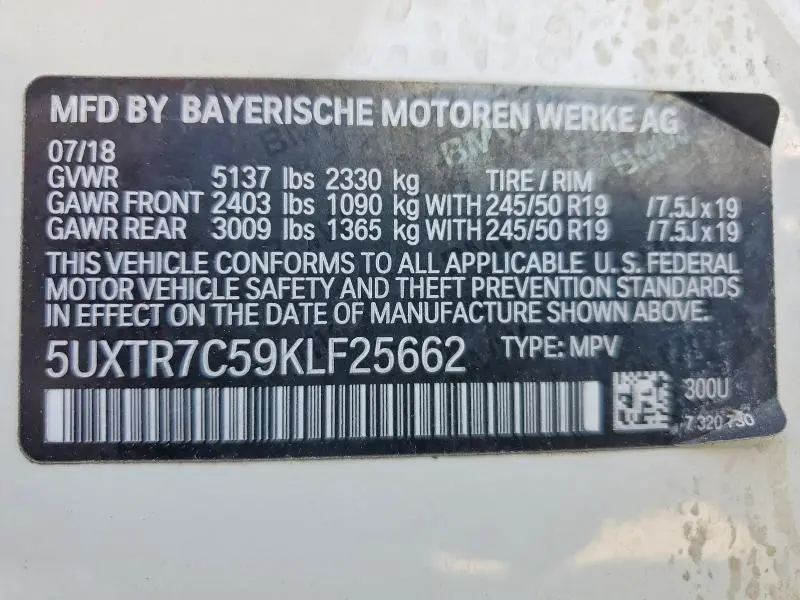 MFD BY BAYERISCHE MOTOREN WERKE AG
07/18
GVWR 5137 lbs 2330 kg TIRE / RIM
GAWR FRONT 2403 lbs 1090 kg WITH 245/50 R19 /7.5J x 19
GAWR REAR 3009 lbs 1365 kg WITH 245/50 R19 /7.5J x 19
THIS VEHICLE CONFORMS TO ALL APPLICABLE U. S. FEDERAL
MOTOR VEHICLE SAFETY AND THEFT PREVENTION STANDARDS
IN EFFECT ON THE DATE OF MANUFACTURE SHOWN ABOVE.
5UXTR7C59KLF25662 TYPE: MPV
300U
7 320 730